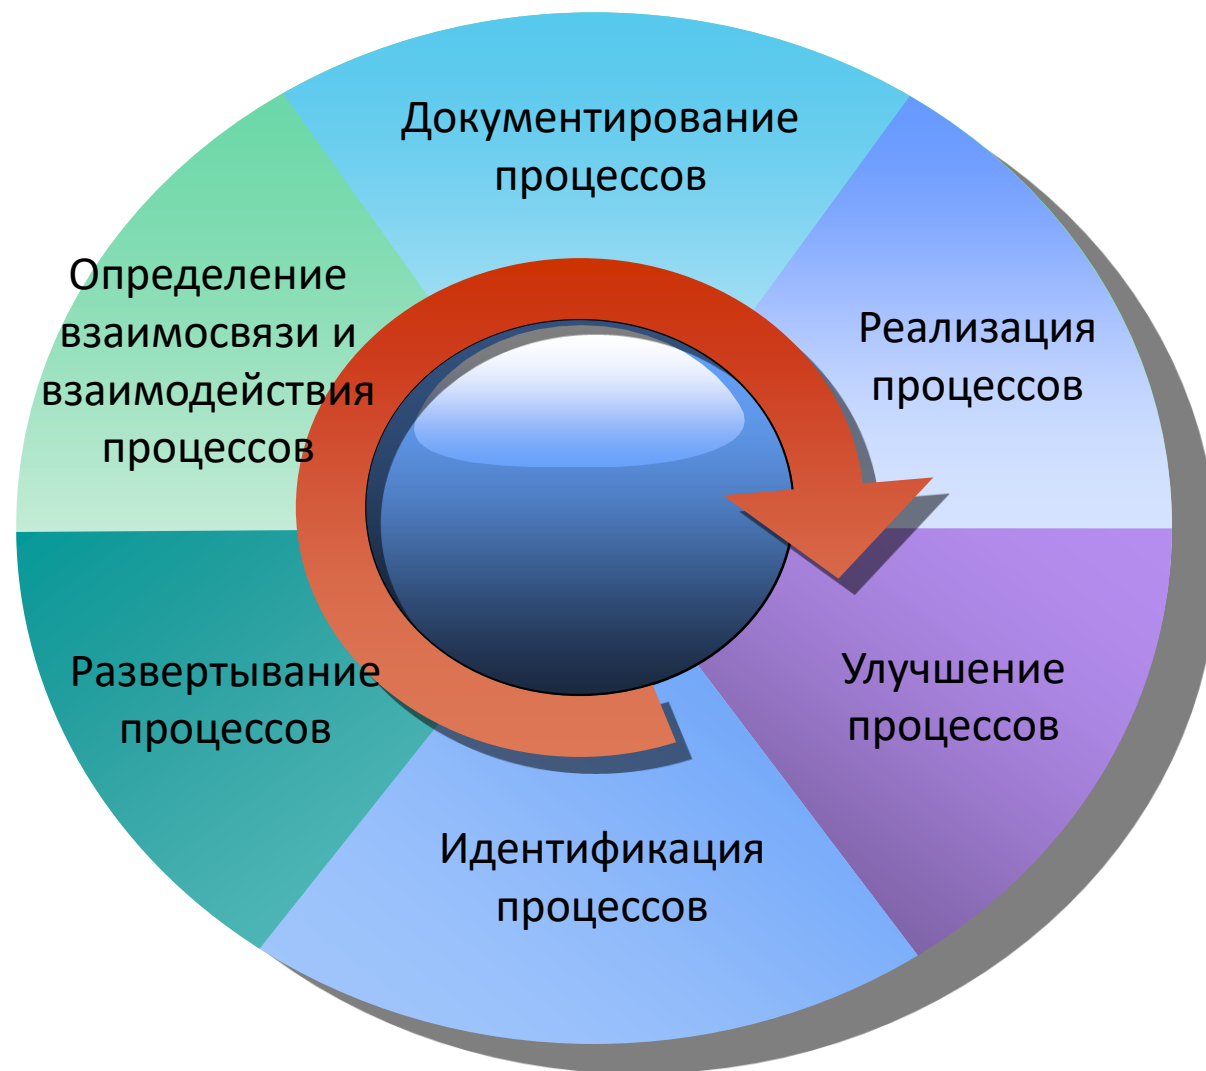 Документирование
процессов
Реализация
процессов
Улучшение
процессов
Идентификация
процессов
Развертывание
процессов
Определение
взаимосвязи и
взаимодействия
процессов